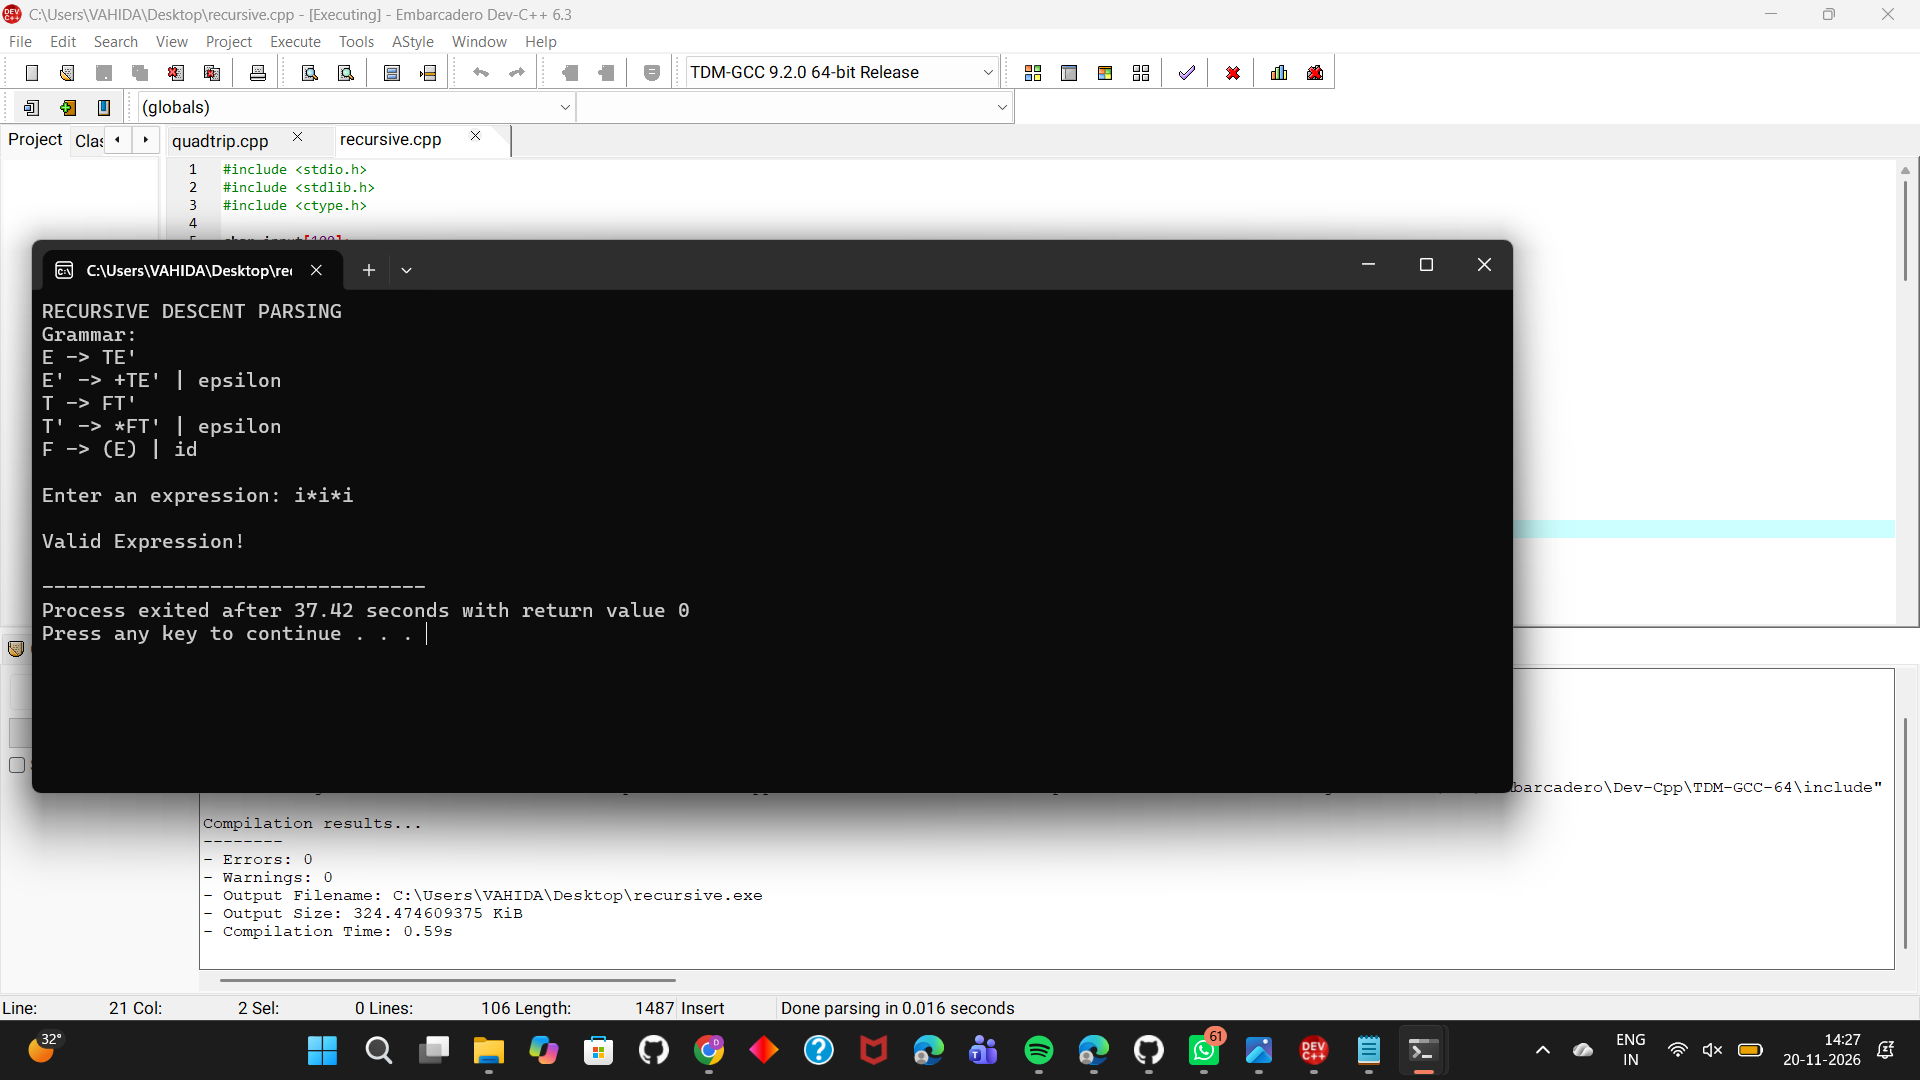 C:\Users\VAHIDA\Desktop\recursive.cpp - [Executing] - Embarcadero Dev-C++ 6.3
File Edit Search View Project Execute Tools AStyle Window Help
TDM-GCC 9.2.0 64-bit Release
(globals)
Project Clas quadtrip.cpp recursive.cpp
1 #include <stdio.h>
2 #include <stdlib.h>
3 #include <ctype.h>
4
C:\Users\VAHIDA\Desktop\rec
RECURSIVE DESCENT PARSING
Grammar:
E -> TE'
E' -> +TE' | epsilon
T -> FT'
T' -> *FT' | epsilon
F -> (E) | id
Enter an expression: i*i*i
Valid Expression!
--------------------------------
Process exited after 37.42 seconds with return value 0
Press any key to continue . . .
barcadero\Dev-Cpp\TDM-GCC-64\include"
Compilation results...
--------
- Errors: 0
- Warnings: 0
- Output Filename: C:\Users\VAHIDA\Desktop\recursive.exe
- Output Size: 324.474609375 KiB
- Compilation Time: 0.59s
Line: 21 Col: 2 Sel: 0 Lines: 106 Length: 1487 Insert Done parsing in 0.016 seconds
32°
61
DEV C++
ENG
IN
14:27
20-11-2026